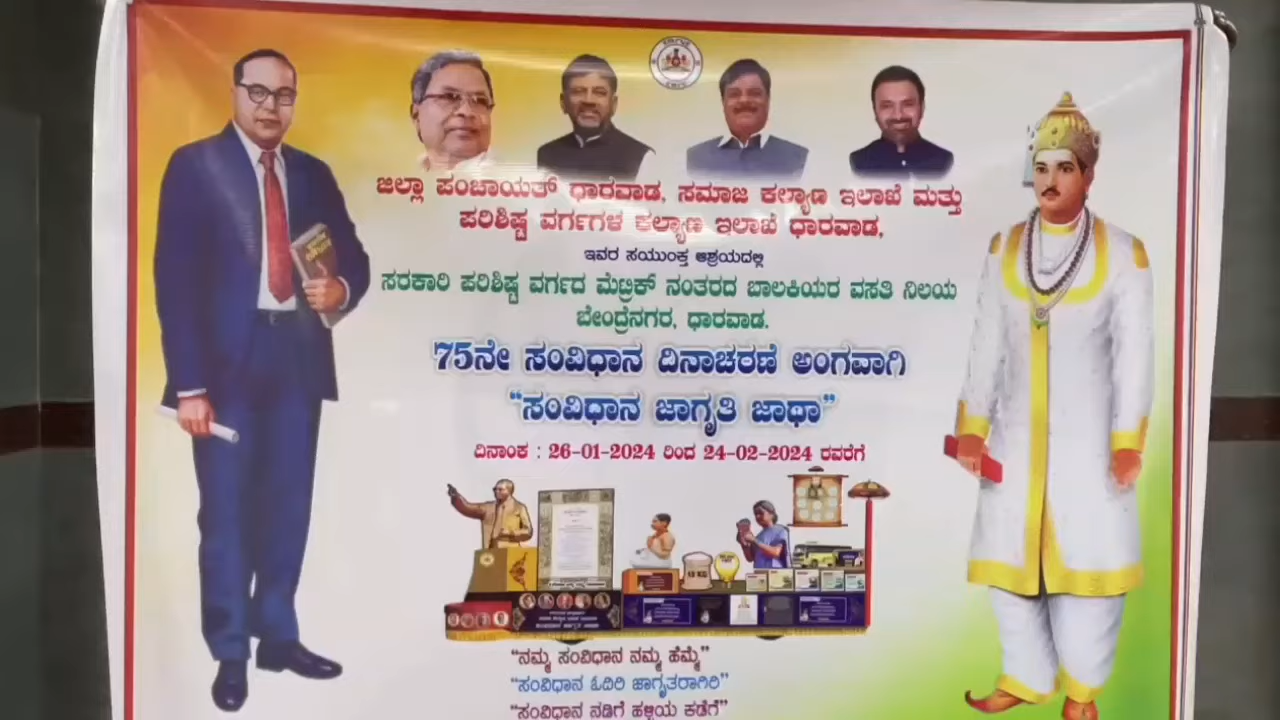 ಜಿಲ್ಲಾ ಪಂಚಾಯತ್ ಧಾರವಾಡ, ಸಮಾಜ ಕಲ್ಯಾಣ ಇಲಾಖೆ ಮತ್ತು
ಪರಿಶಿಷ್ಟ ವರ್ಗಗಳ ಕಲ್ಯಾಣ ಇಲಾಖೆ ಧಾರವಾಡ,
ಇವರ ಸಯುಂಕ್ತ ಆಶ್ರಯದಲ್ಲಿ
ಸರಕಾರಿ ಪರಿಶಿಷ್ಟ ವರ್ಗದ ಮೆಟ್ರಿಕ್ ನಂತರದ ಬಾಲಕಿಯರ ವಸತಿ ನಿಲಯ
ಬೇಂದ್ರೆನಗರ, ಧಾರವಾಡ.
75ನೇ ಸಂವಿಧಾನ ದಿನಾಚರಣೆ ಅಂಗವಾಗಿ
"ಸಂವಿಧಾನ ಜಾಗೃತಿ ಜಾಥಾ"
ದಿನಾಂಕ : 26-01-2024 ರಿಂದ 24-02-2024 ರವರೆಗೆ
"ನಮ್ಮ ಸಂವಿಧಾನ ನಮ್ಮ ಹೆಮ್ಮೆ"
"ಸಂವಿಧಾನ ಓದಿರಿ ಜಾಗೃತರಾಗಿರಿ"
"ಸಂವಿಧಾನ ನಡಿಗೆ ಹಳ್ಳಿಯ ಕಡೆಗೆ"